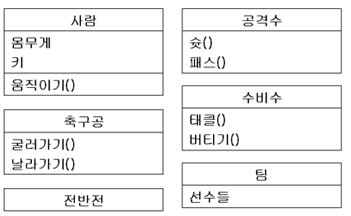 사람
몸무게
키
움직이기()
축구공
굴러가기()
날라가기()
전반전
공격수
슛()
패스()
수비수
태클()
버티기()
팀
선수들